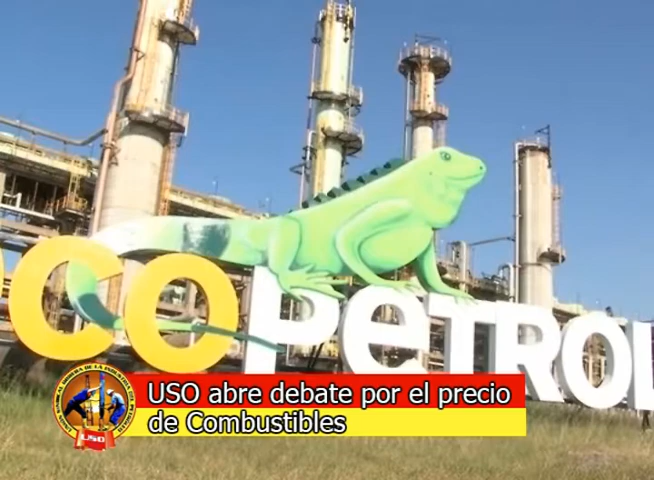 COPETROL
USO abre debate por el precio
de Combustibles
USO